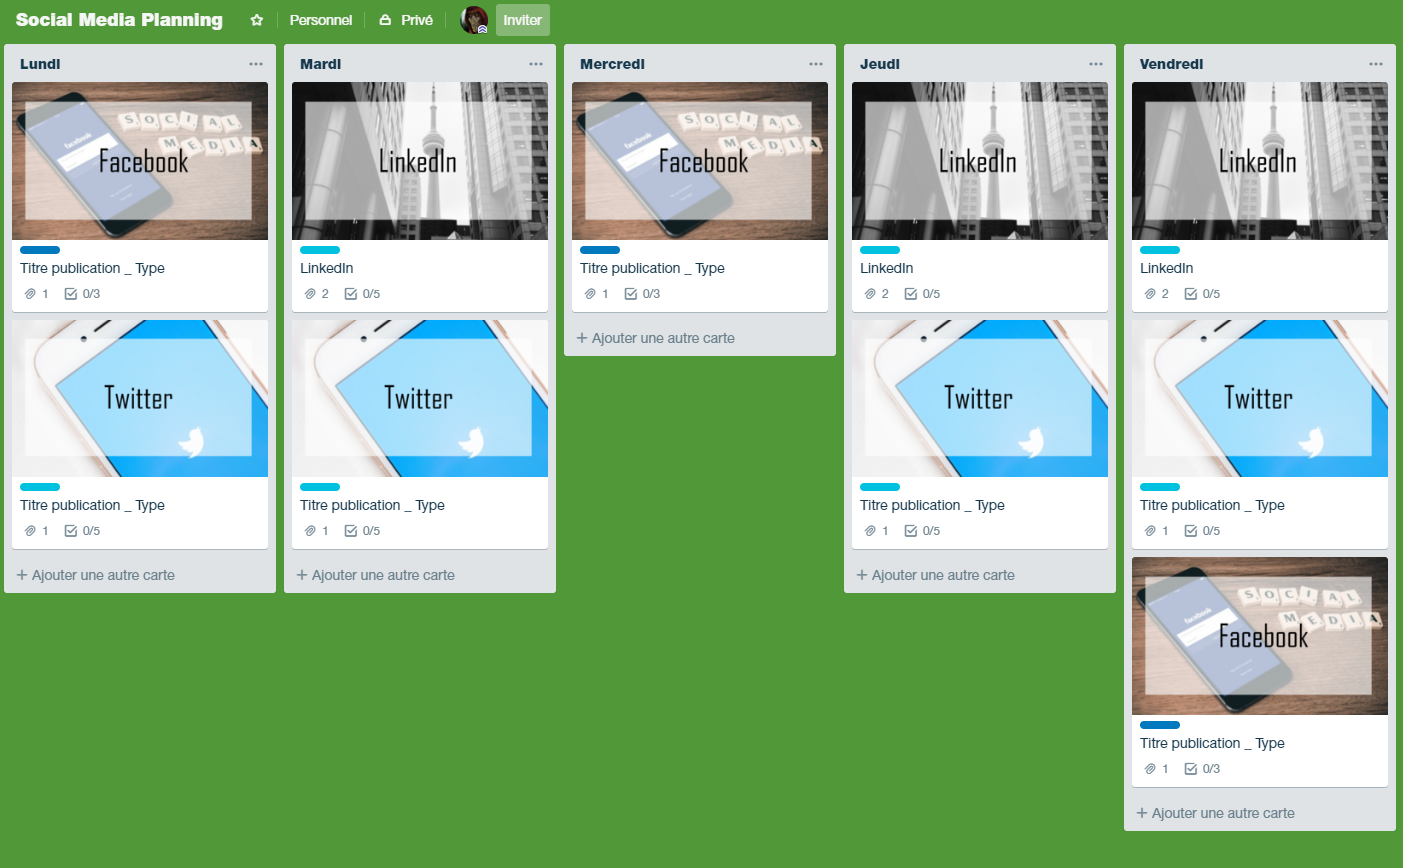 Social Media Planning
Personnel
Privé
Inviter
Lundi
facebook
SOCIAL
MEDIA
Facebook
Titre publication _ Type
1
0/3
Twitter
Titre publication _ Type
1
0/5
+ Ajouter une autre carte
Mardi
LinkedIn
LinkedIn
2
0/5
Twitter
Titre publication _ Type
1
0/5
+ Ajouter une autre carte
Mercredi
facebook
SOCIAL
MEDIA
Facebook
Titre publication _ Type
1
0/3
+ Ajouter une autre carte
Jeudi
LinkedIn
LinkedIn
2
0/5
Twitter
Titre publication _ Type
1
0/5
+ Ajouter une autre carte
Vendredi
LinkedIn
LinkedIn
2
0/5
Twitter
Titre publication _ Type
1
0/5
facebook
SOCIAL
MEDIA
Facebook
Titre publication _ Type
1
0/3
+ Ajouter une autre carte